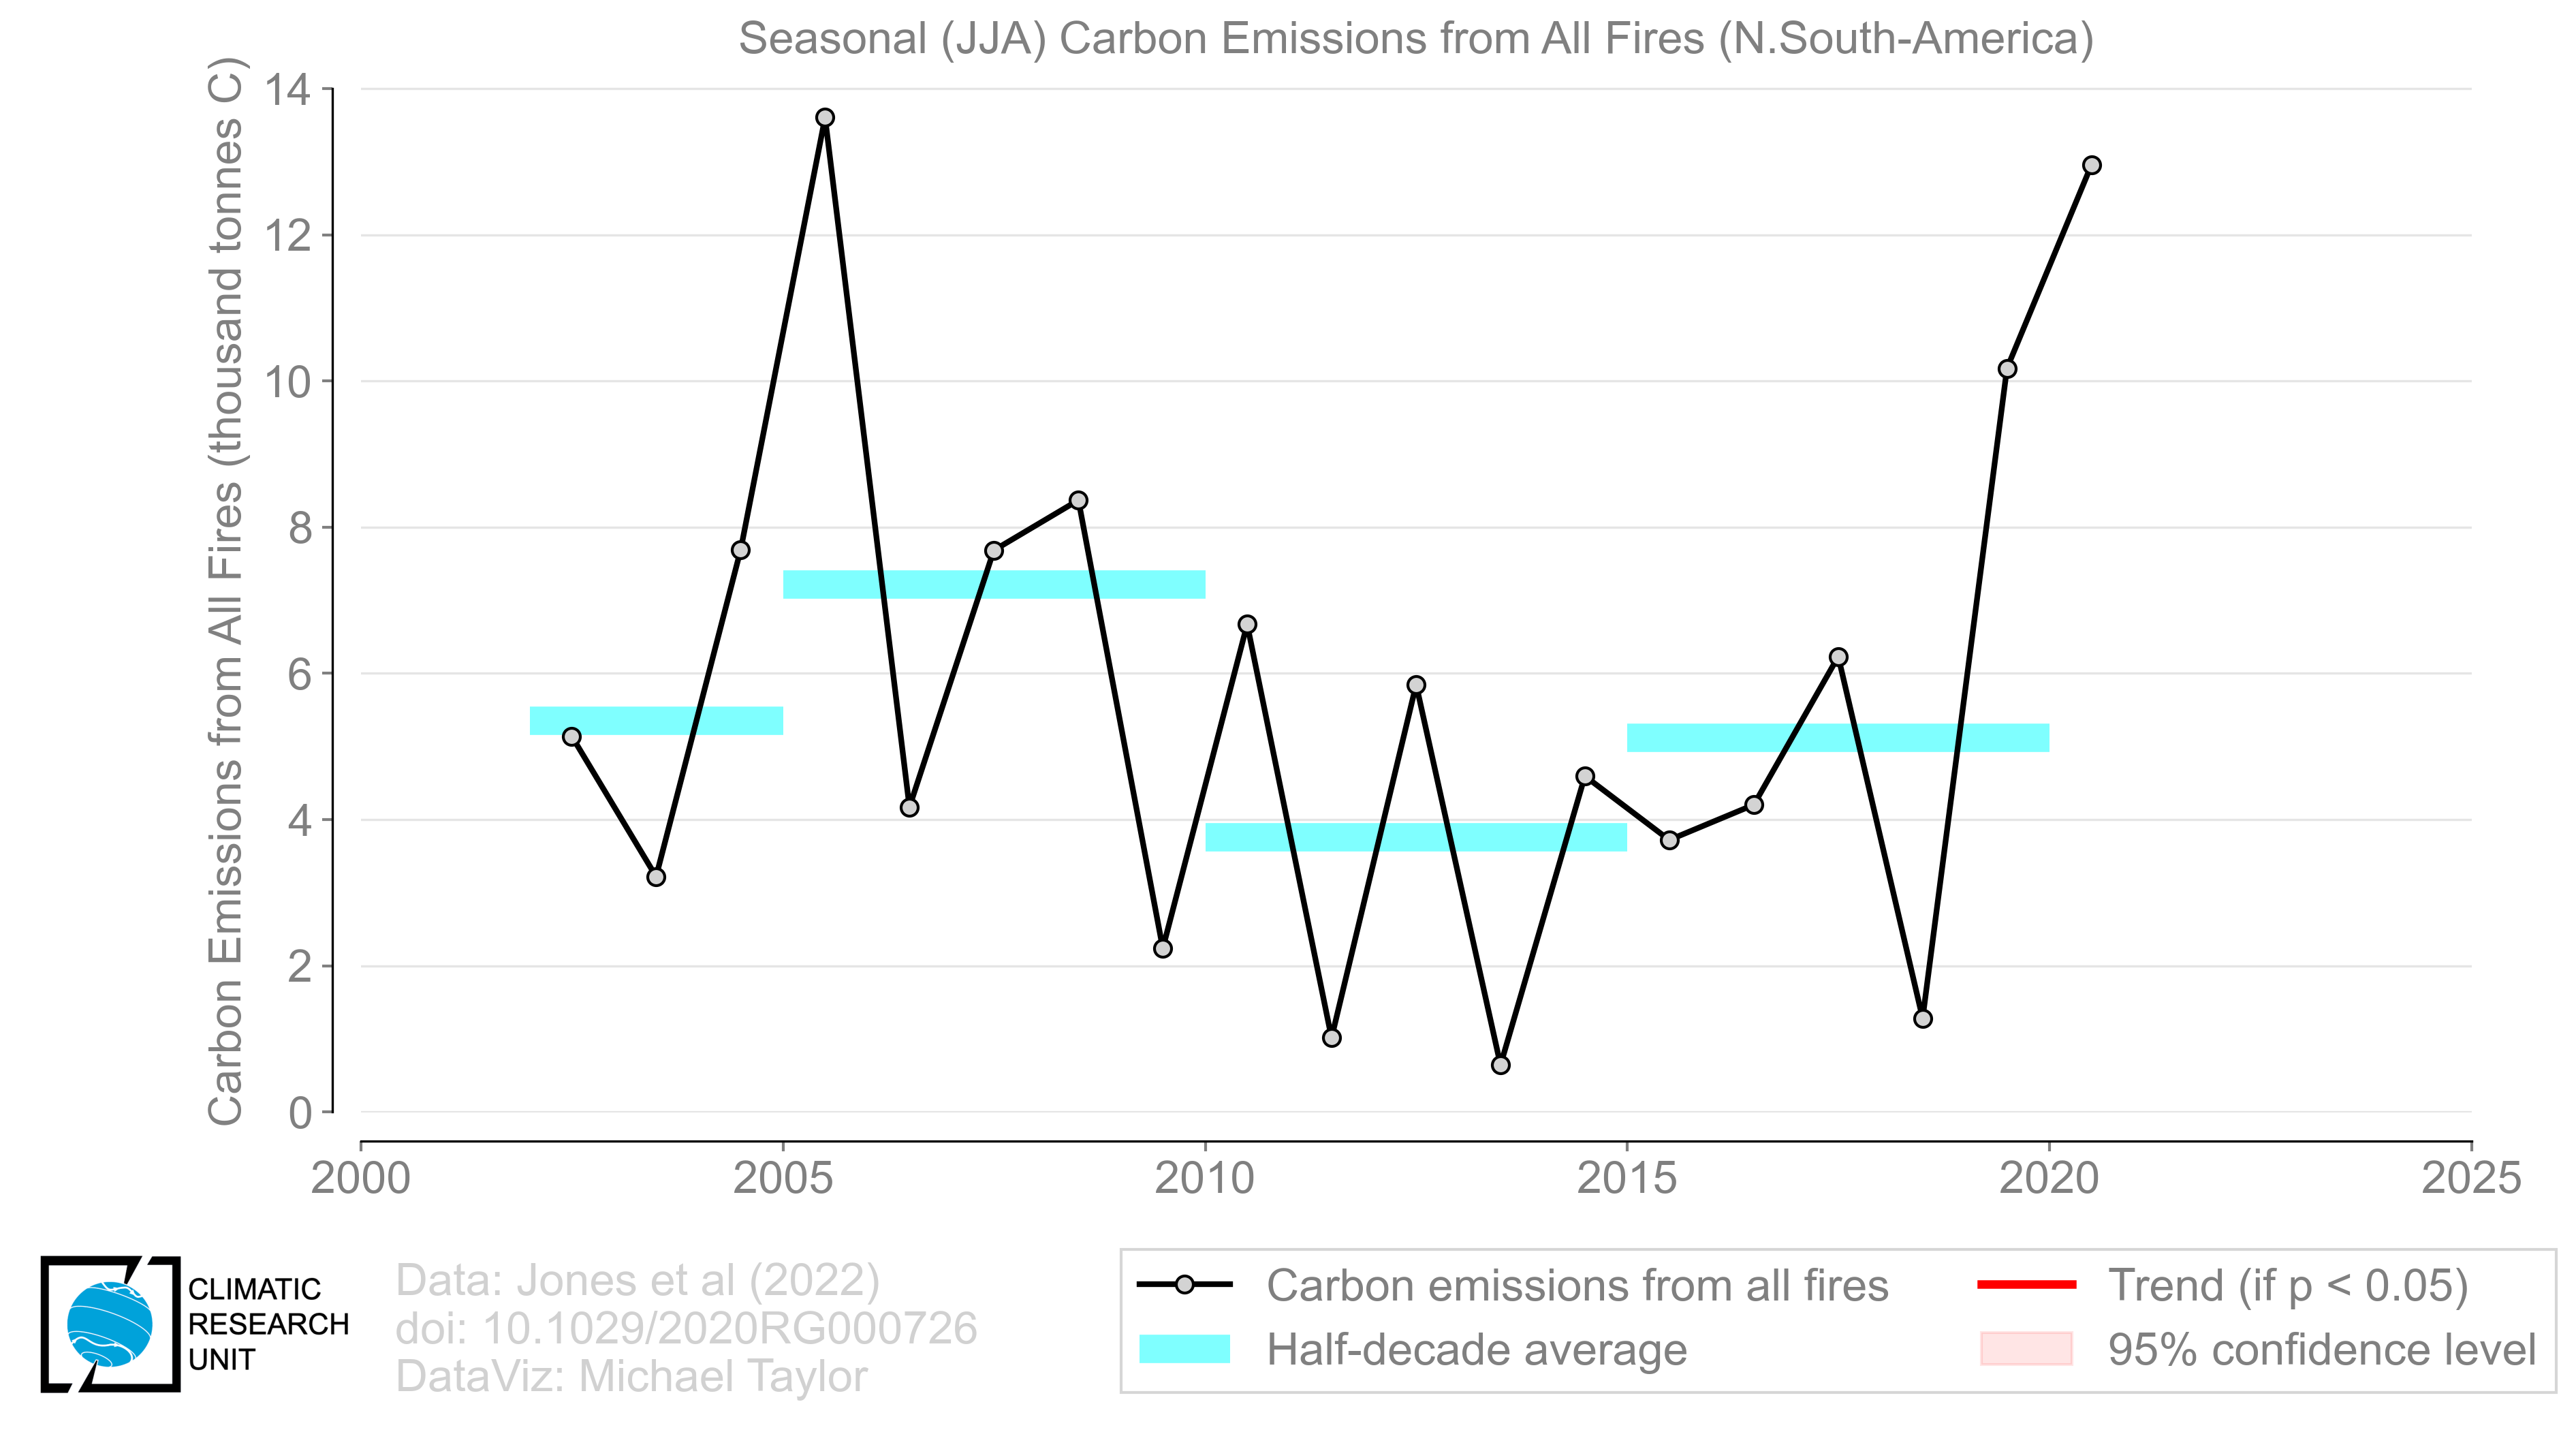 Seasonal (JJA) Carbon Emissions from All Fires (N.South-America)
Carbon Emissions from All Fires (thousand tonnes C)
14
12
10
8
6
4
2
0
2000 2005 2010 2015 2020 2025
CLIMATIC
RESEARCH
UNIT
Data: Jones et al (2022)
doi: 10.1029/2020RG000726
DataViz: Michael Taylor
Carbon emissions from all fires
Half-decade average
Trend (if p < 0.05)
95% confidence level